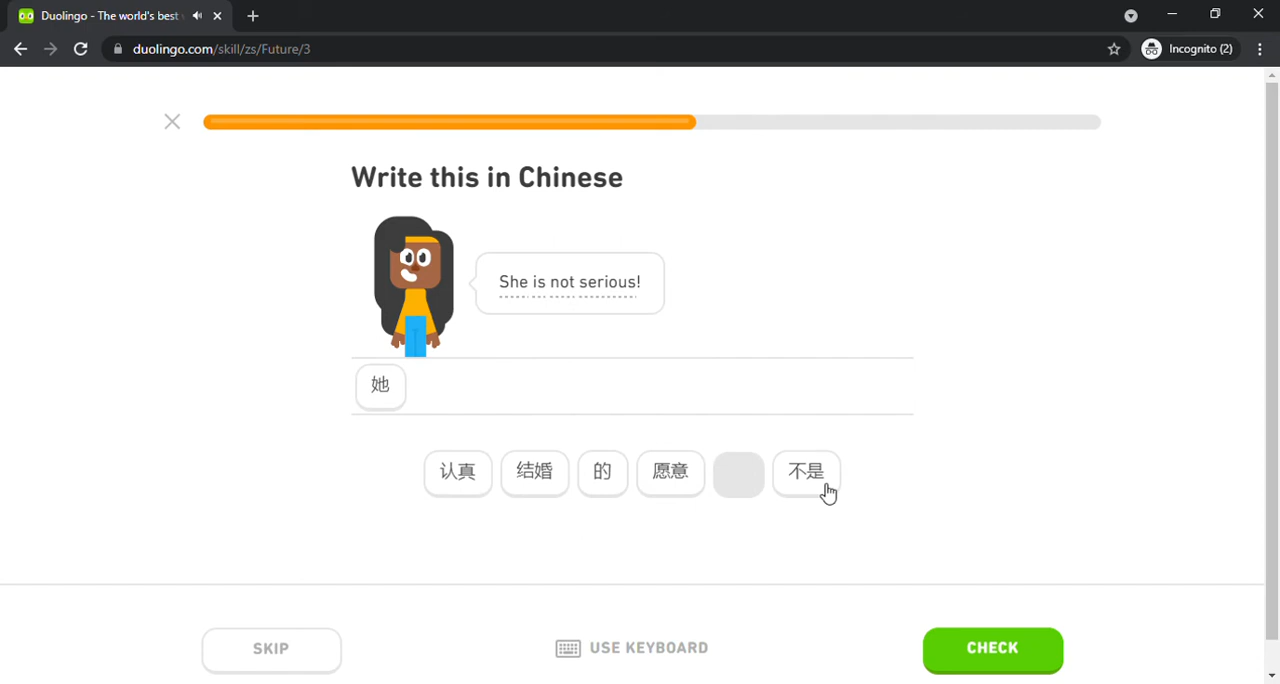 Duolingo - The world's best
duolingo.com/skill/zs/Future/3
Incognito (2)
Write this in Chinese
She is not serious!
她
认真 结婚 的 愿意 不是
SKIP
USE KEYBOARD
CHECK